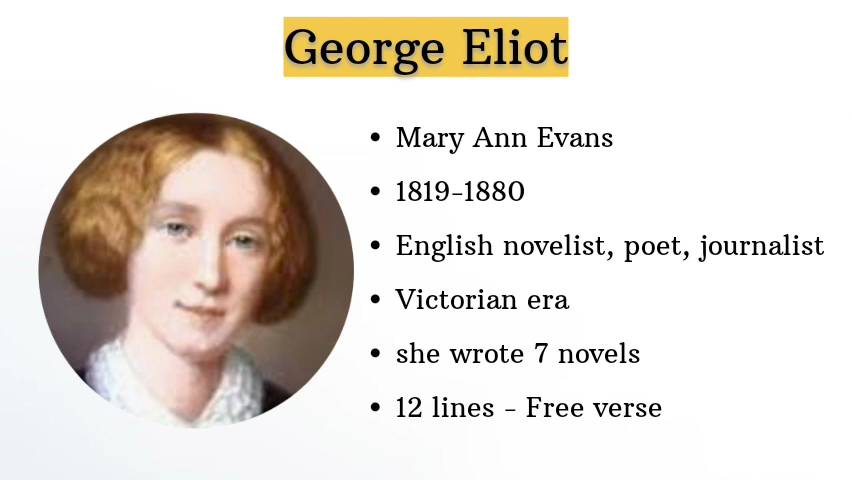 George Eliot
• Mary Ann Evans
• 1819-1880
• English novelist, poet, journalist
• Victorian era
• she wrote 7 novels
• 12 lines - Free verse